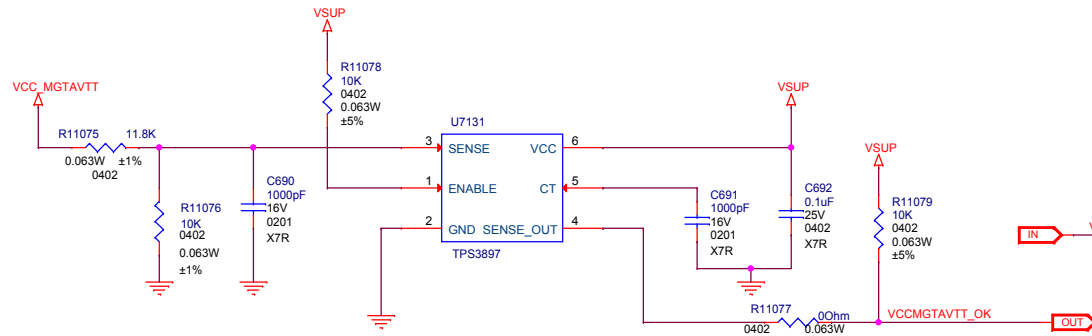 VSUP
R11078
10K
0402
0.063W
±5%
VCC_MGTAVTT
R11075 11.8K
0.063W ±1%
0402
R11076
10K
0402
0.063W
±1%
C690
1000pF
16V
0201
X7R
U7131
3 SENSE VCC 6
1 ENABLE CT 5
2 GND SENSE_OUT 4
TPS3897
VSUP
C691
1000pF
16V
0201
X7R
C692
0.1uF
25V
0402
X7R
VSUP
R11079
10K
0402
0.063W
±5%
IN
R11077
0Ohm
0402 0.063W
VCCMGTAVTT_OK
OUT